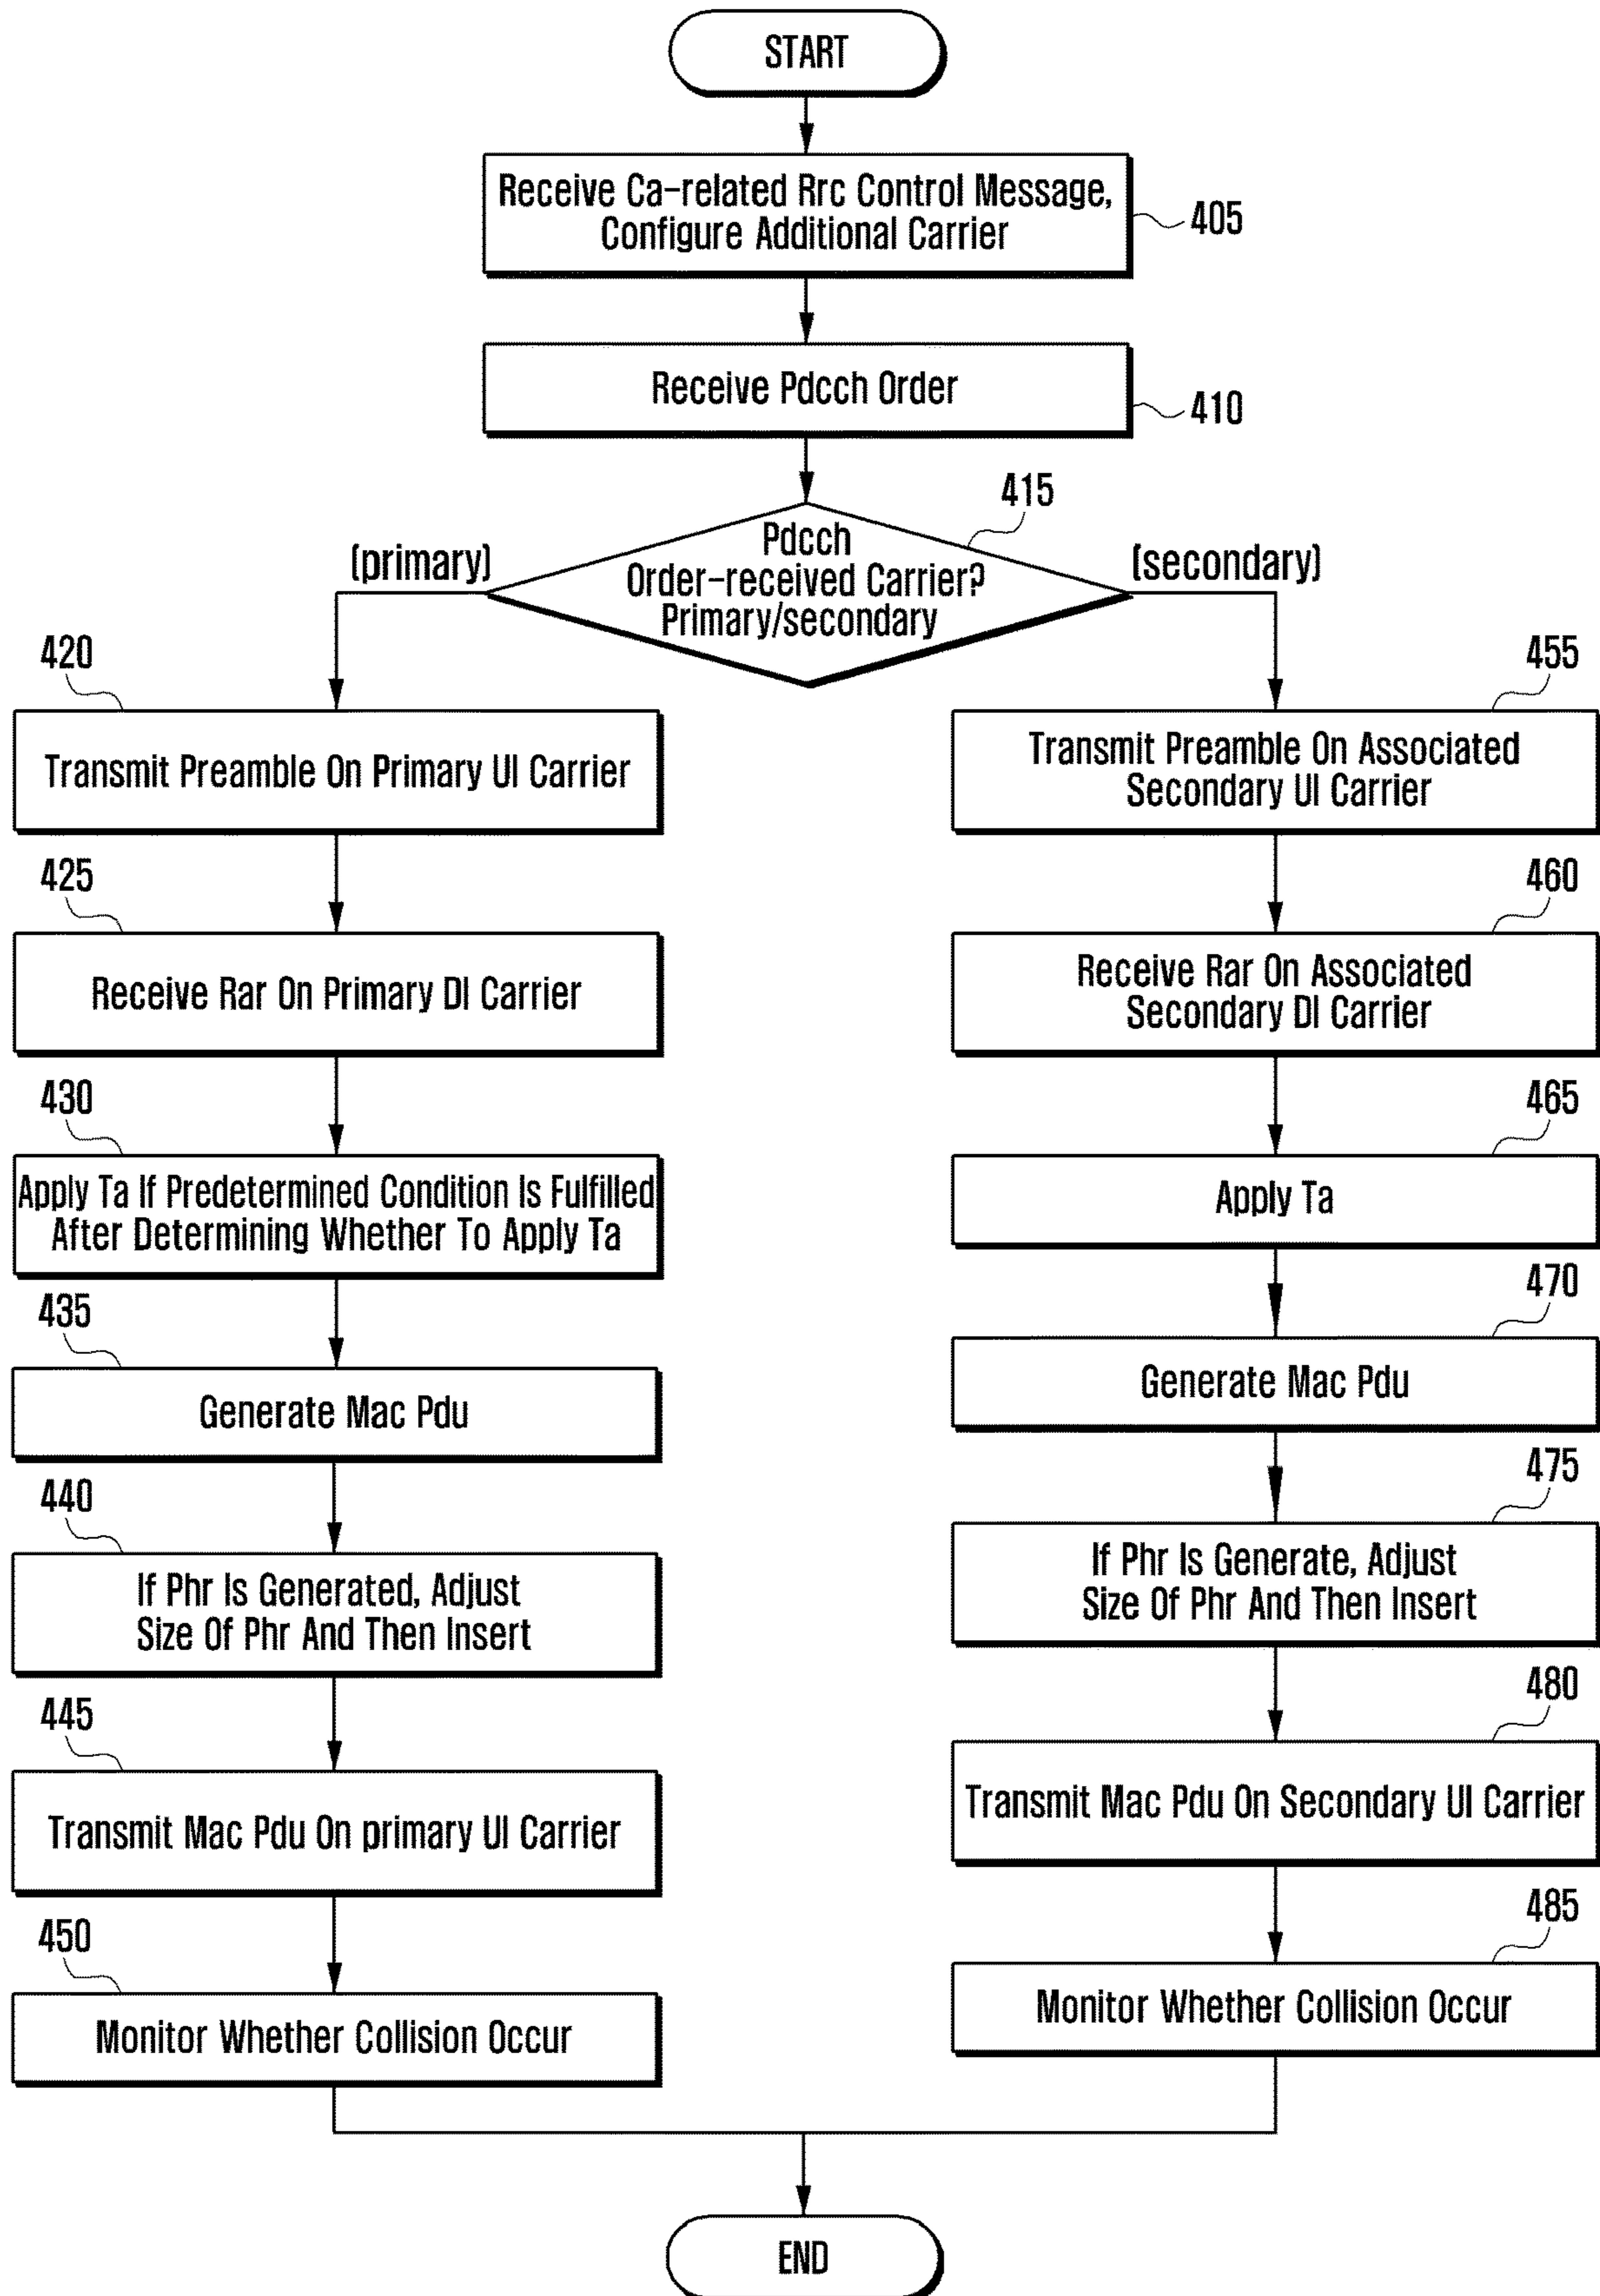 START
Receive Ca-related Rrc Control Message,
Configure Additional Carrier
405
Receive Pdcch Order
410
415
Pdcch
Order-received Carrier?
Primary/secondary
(primary)
(secondary)
420
Transmit Preamble On Primary Ul Carrier
425
Receive Rar On Primary Dl Carrier
430
Apply Ta If Predetermined Condition Is Fulfilled
After Determining Whether To Apply Ta
435
Generate Mac Pdu
440
If Phr Is Generated, Adjust
Size Of Phr And Then Insert
445
Transmit Mac Pdu On primary Ul Carrier
450
Monitor Whether Collision Occur
455
Transmit Preamble On Associated
Secondary Ul Carrier
460
Receive Rar On Associated
Secondary Dl Carrier
465
Apply Ta
470
Generate Mac Pdu
475
If Phr Is Generate, Adjust
Size Of Phr And Then Insert
480
Transmit Mac Pdu On Secondary Ul Carrier
485
Monitor Whether Collision Occur
END